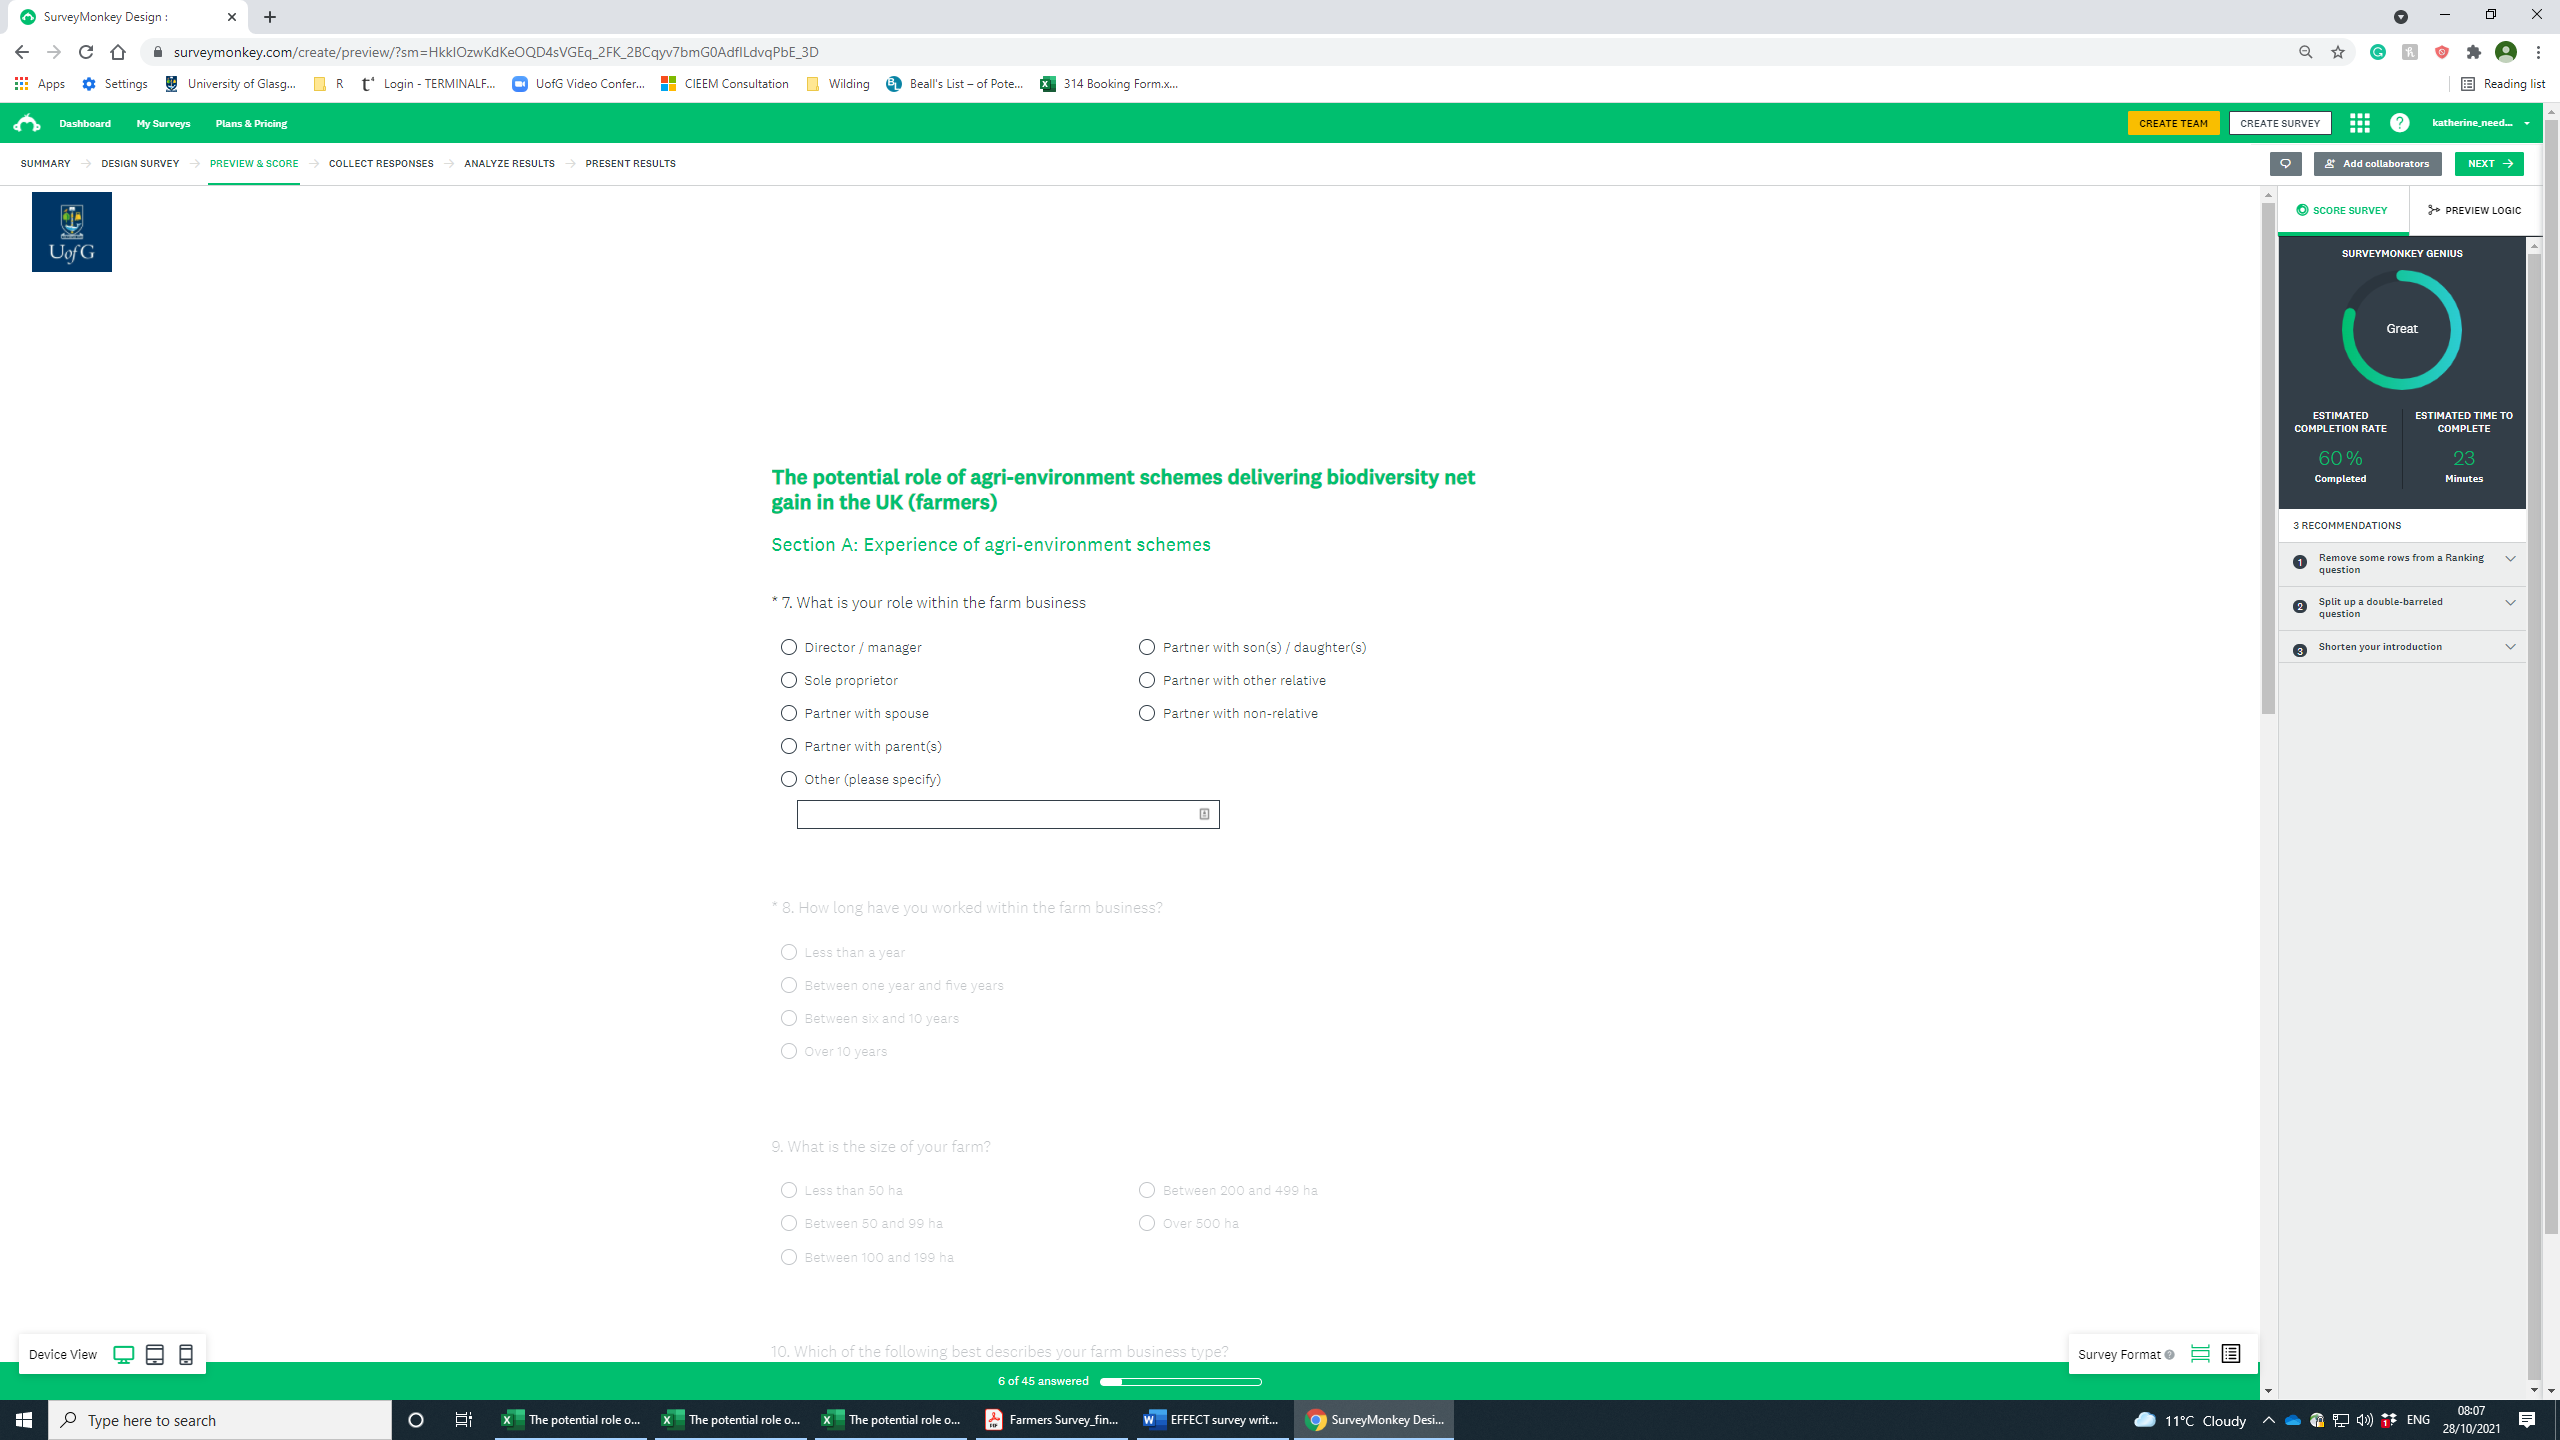 SurveyMonkey Design :
surveymonkey.com/create/preview/?sm=HkklOzwKdKeOQD4sVGEq_2FK_2BCqyv7bmG0AdfILdvqPbE_3D
Apps Settings University of Glasg... R Login - TERMINALF... UofG Video Confer... CIEEM Consultation Wilding Beall's List – of Pote... 314 Booking Form.x... Reading list
Dashboard My Surveys Plans & Pricing CREATE TEAM CREATE SURVEY katherine_need...
SUMMARY DESIGN SURVEY PREVIEW & SCORE COLLECT RESPONSES ANALYZE RESULTS PRESENT RESULTS Add collaborators NEXT
UofG
SCORE SURVEY PREVIEW LOGIC
SURVEYMONKEY GENIUS
Great
ESTIMATED COMPLETION RATE
60 %
Completed
ESTIMATED TIME TO COMPLETE
23
Minutes
3 RECOMMENDATIONS
1 Remove some rows from a Ranking
question
2 Split up a double-barreled
question
3 Shorten your introduction
The potential role of agri-environment schemes delivering biodiversity net
gain in the UK (farmers)
Section A: Experience of agri-environment schemes
* 7. What is your role within the farm business
Director / manager
Sole proprietor
Partner with spouse
Partner with parent(s)
Other (please specify)
Partner with son(s) / daughter(s)
Partner with other relative
Partner with non-relative
* 8. How long have you worked within the farm business?
Less than a year
Between one year and five years
Between six and 10 years
Over 10 years
9. What is the size of your farm?
Less than 50 ha
Between 50 and 99 ha
Between 100 and 199 ha
Between 200 and 499 ha
Over 500 ha
10. Which of the following best describes your farm business type?
Device View
Survey Format
6 of 45 answered
Type here to search
The potential role o... The potential role o... The potential role o... Farmers Survey_fin... EFFECT survey writ... SurveyMonkey Desi...
11°C Cloudy ENG
08:07
28/10/2021